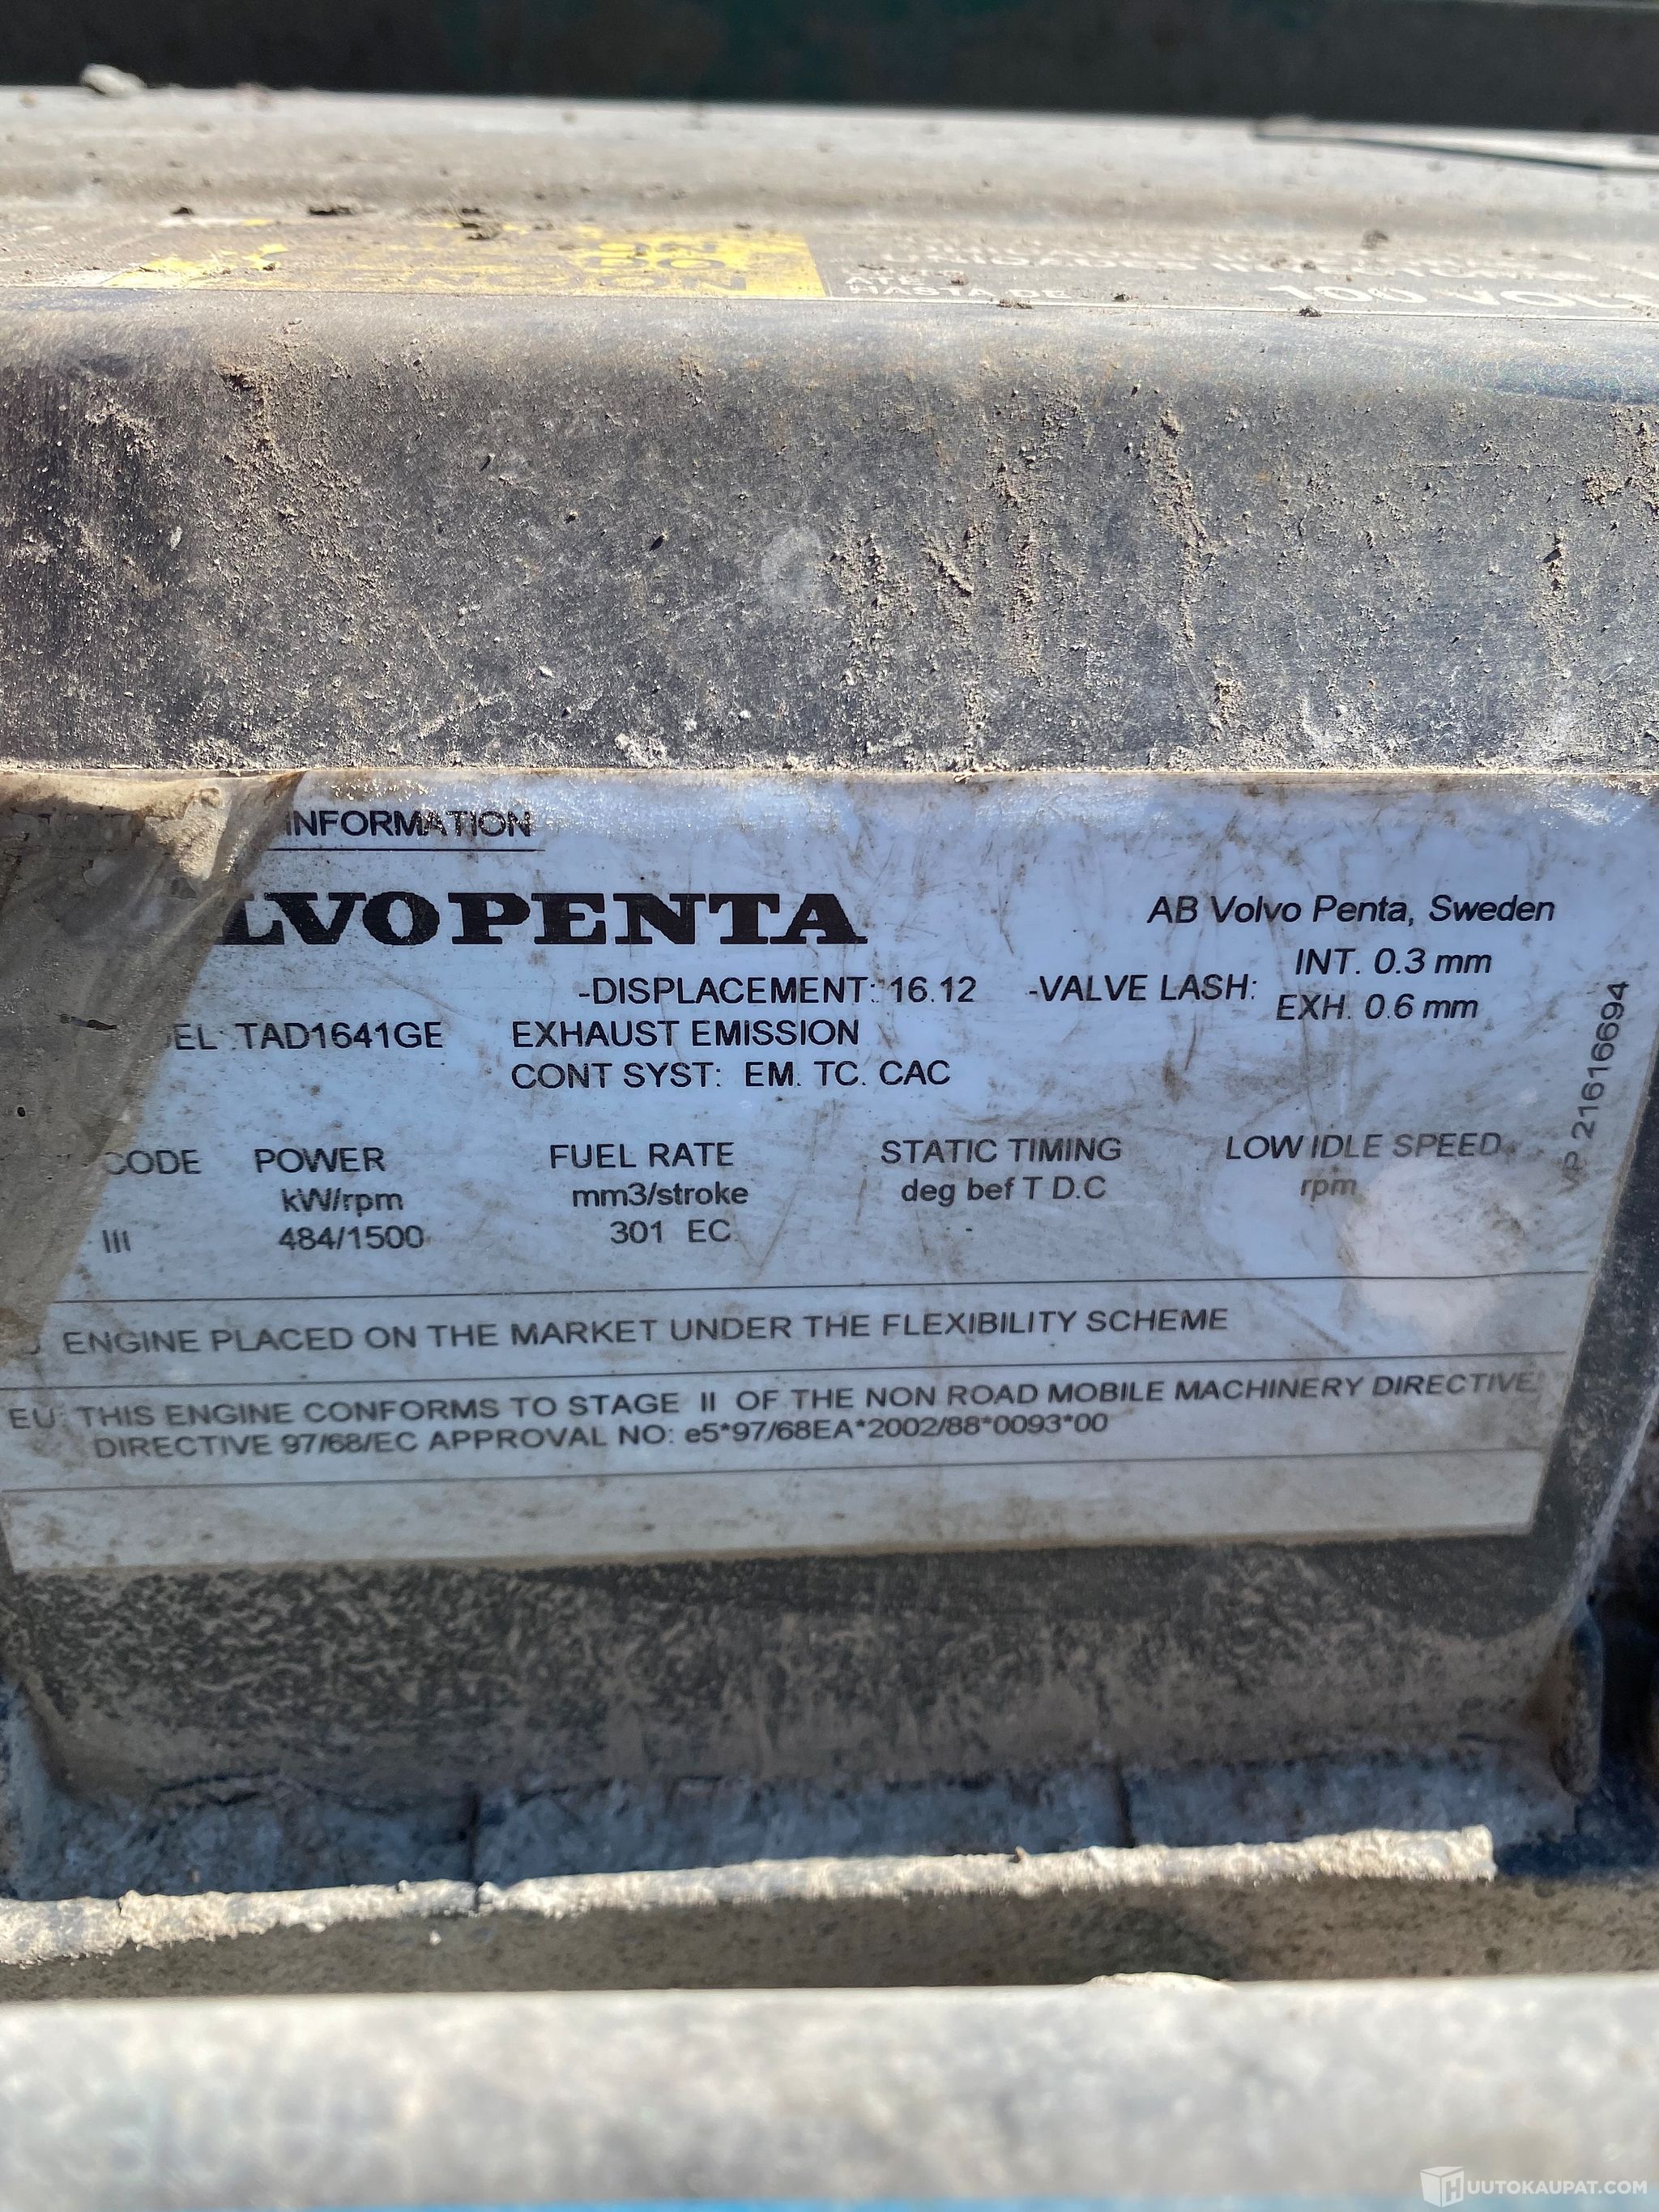 100 VOL
INFORMATION
LVO PENTA
AB Volvo Penta, Sweden
-DISPLACEMENT: 16.12 -VALVE LASH: INT. 0.3 mm
EXH. 0.6 mm
EL: TAD1641GE EXHAUST EMISSION
CONT SYST: EM. TC. CAC
VP 21616694
CODE POWER FUEL RATE STATIC TIMING LOW IDLE SPEED
kW/rpm mm3/stroke deg bef T D.C rpm
III 484/1500 301 EC -
ENGINE PLACED ON THE MARKET UNDER THE FLEXIBILITY SCHEME
EU: THIS ENGINE CONFORMS TO STAGE II OF THE NON ROAD MOBILE MACHINERY DIRECTIVE
DIRECTIVE 97/68/EC APPROVAL NO: e5*97/68EA*2002/88*0093*00
HUUTOKAUPAT.COM